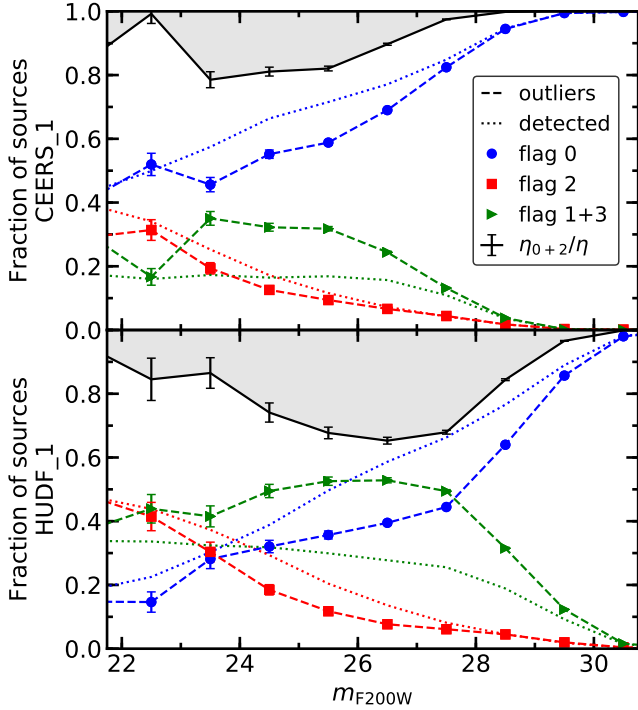 1.0
0.8
0.6
0.4
0.2
0.0
Fraction of sources
CEERS_1
outliers
detected
flag 0
flag 2
flag 1+3
η₀₊₂/η
0.8
0.6
0.4
0.2
0.0
Fraction of sources
HUDF_1
22 24 26 28 30
m_F200W